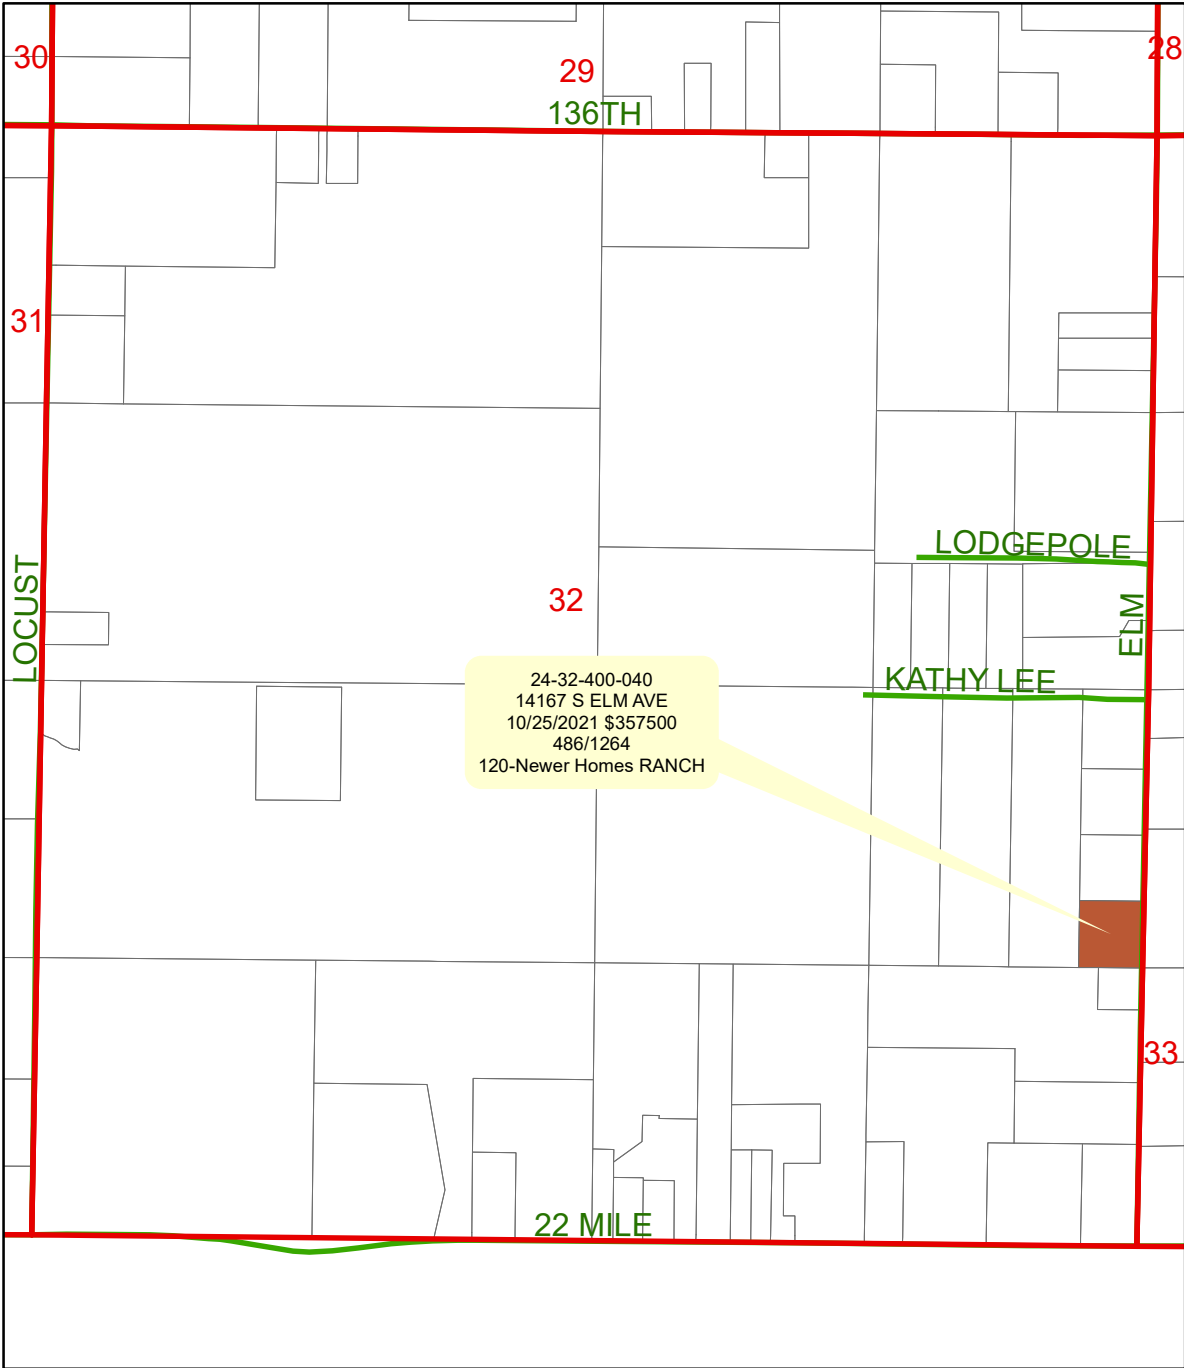 30
29
28
136TH
31
LODGEPOLE
LOCUST
32
ELM
KATHY LEE
24-32-400-040
14167 S ELM AVE
10/25/2021 $357500
486/1264
120-Newer Homes RANCH
33
22 MILE